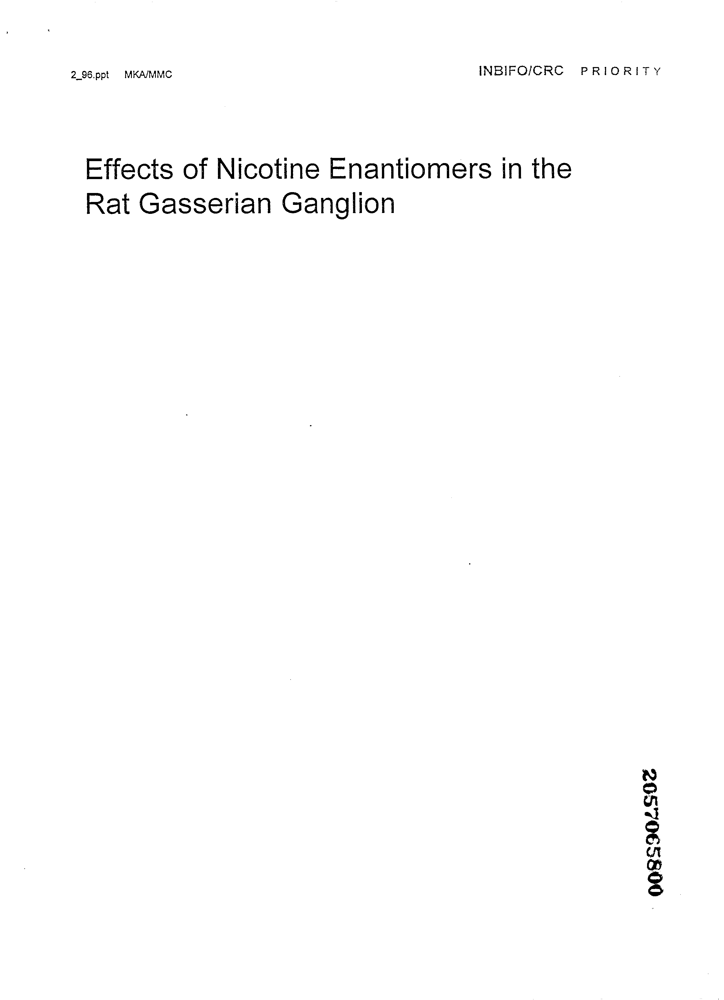 2_96.ppt MKA/MMC INBIFO/CRC PRIORITY
Effects of Nicotine Enantiomers in the
Rat Gasserian Ganglion
2057065800